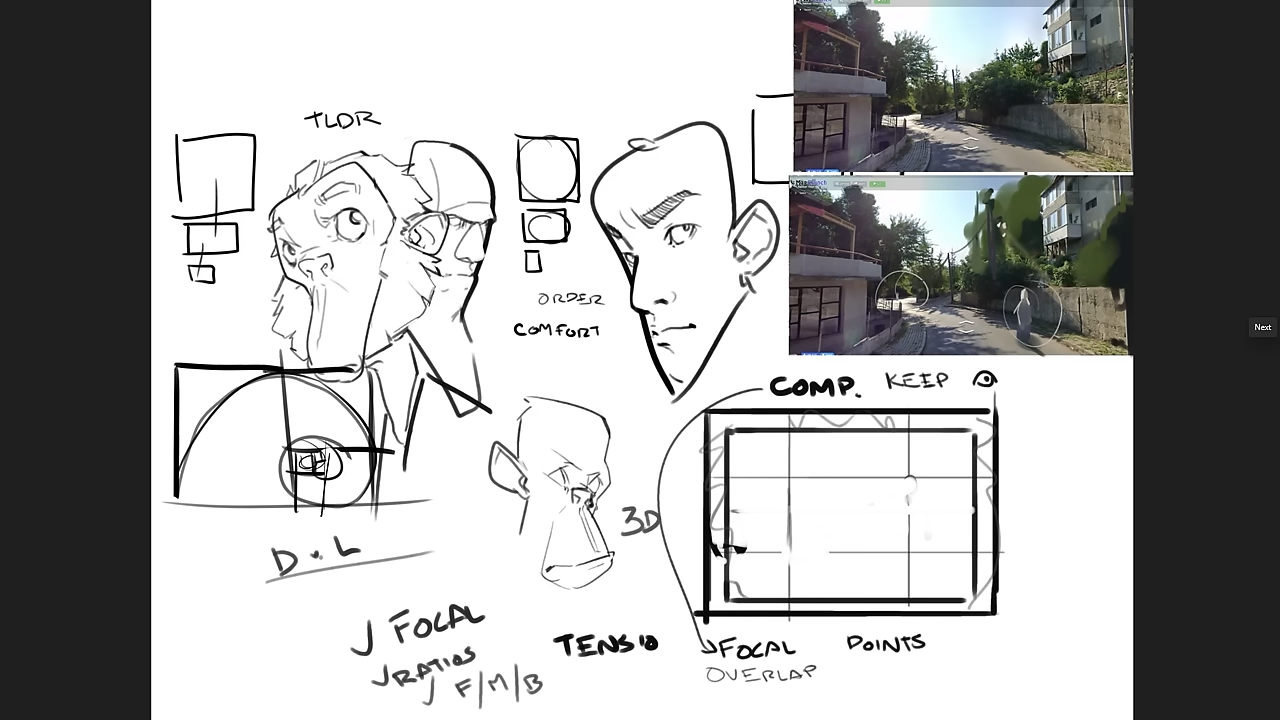 TLDR
ORDER
COMFORT
COMP. KEEP
3D
D v L
FOCAL
RATIOS
F/M/B
TENSIO
FOCAL POINTS
OVERLAP
Next